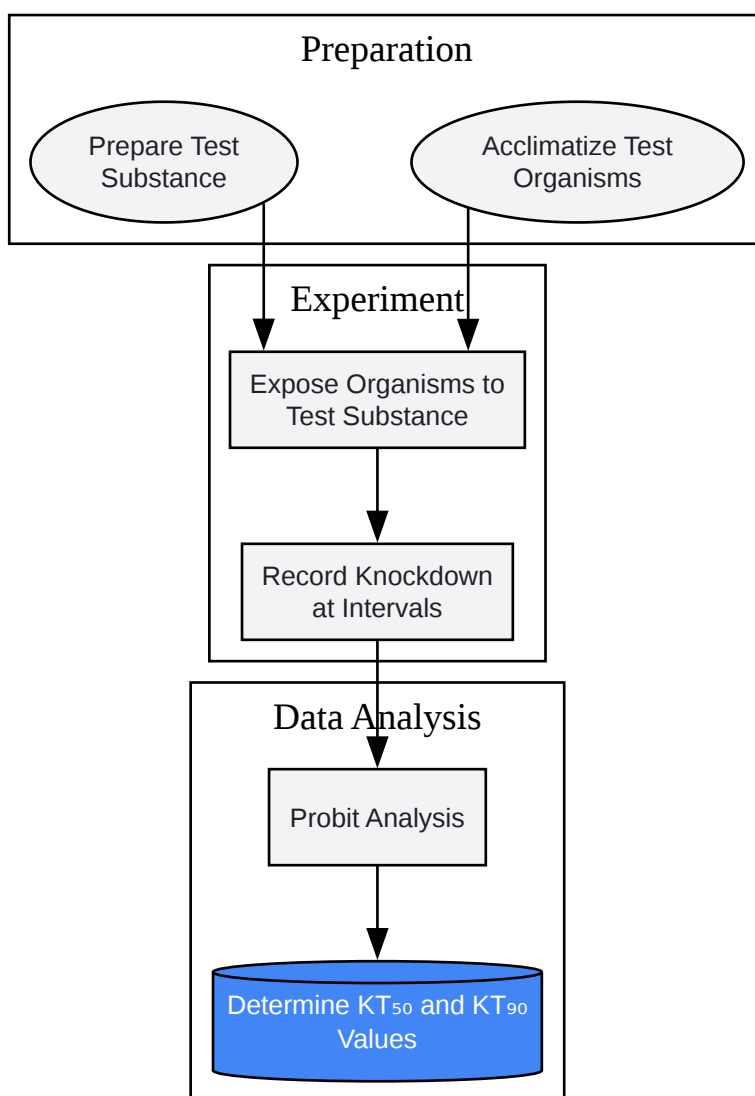 Preparation
Prepare Test
Substance
Acclimatize Test
Organisms
Experiment
Expose Organisms to
Test Substance
Record Knockdown
at Intervals
Data Analysis
Probit Analysis
Determine KT₅₀ and KT₉₀
Values